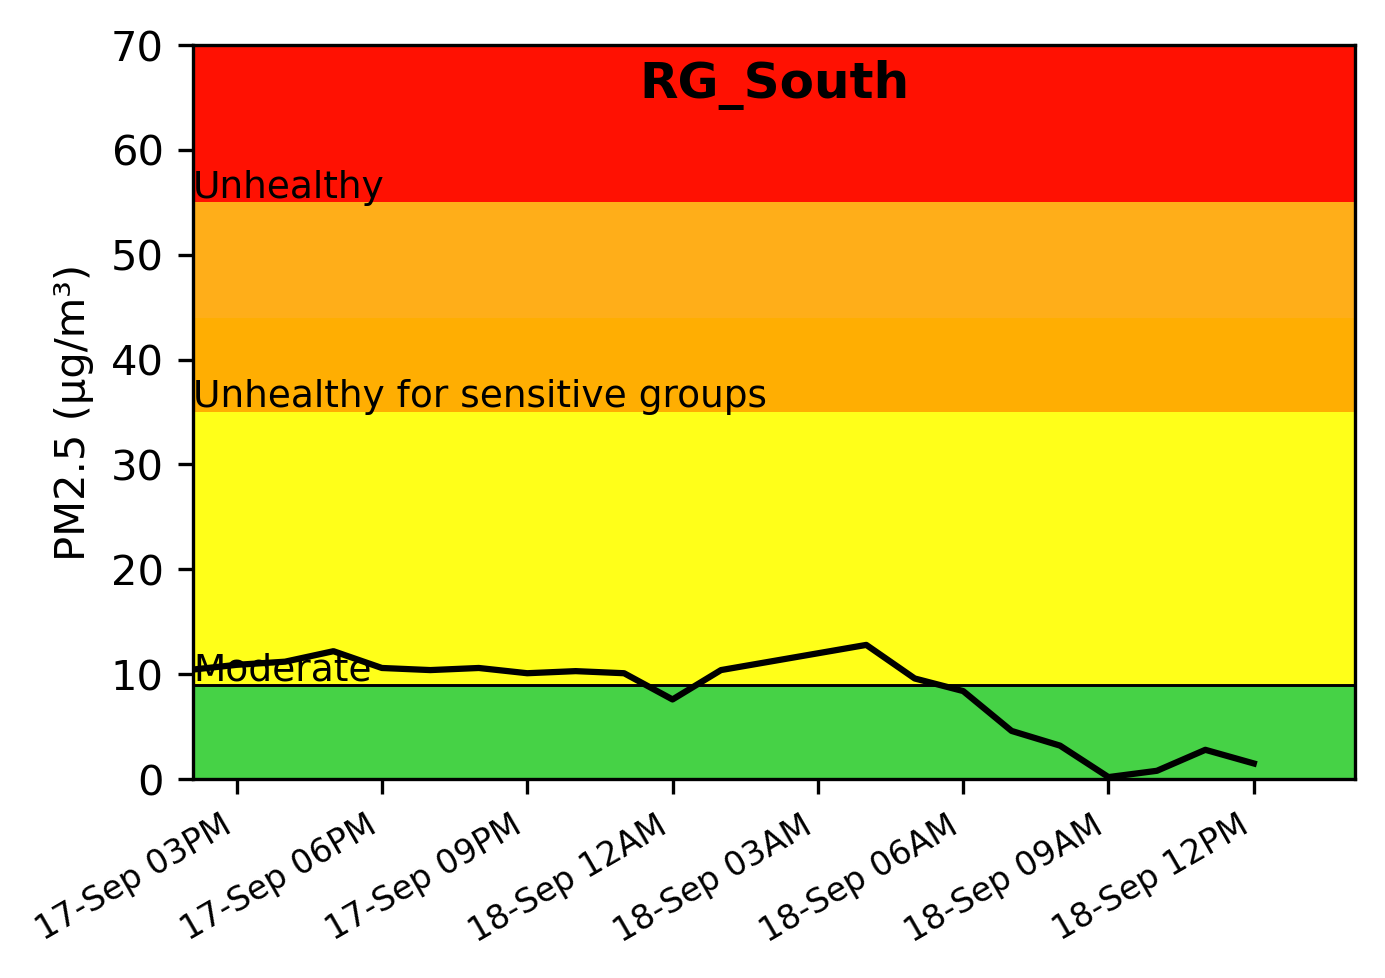 RG_South
70
60
50
40
30
20
10
0
PM2.5 (µg/m³)
Unhealthy
Unhealthy for sensitive groups
Moderate
17-Sep 03PM
17-Sep 06PM
17-Sep 09PM
18-Sep 12AM
18-Sep 03AM
18-Sep 06AM
18-Sep 09AM
18-Sep 12PM